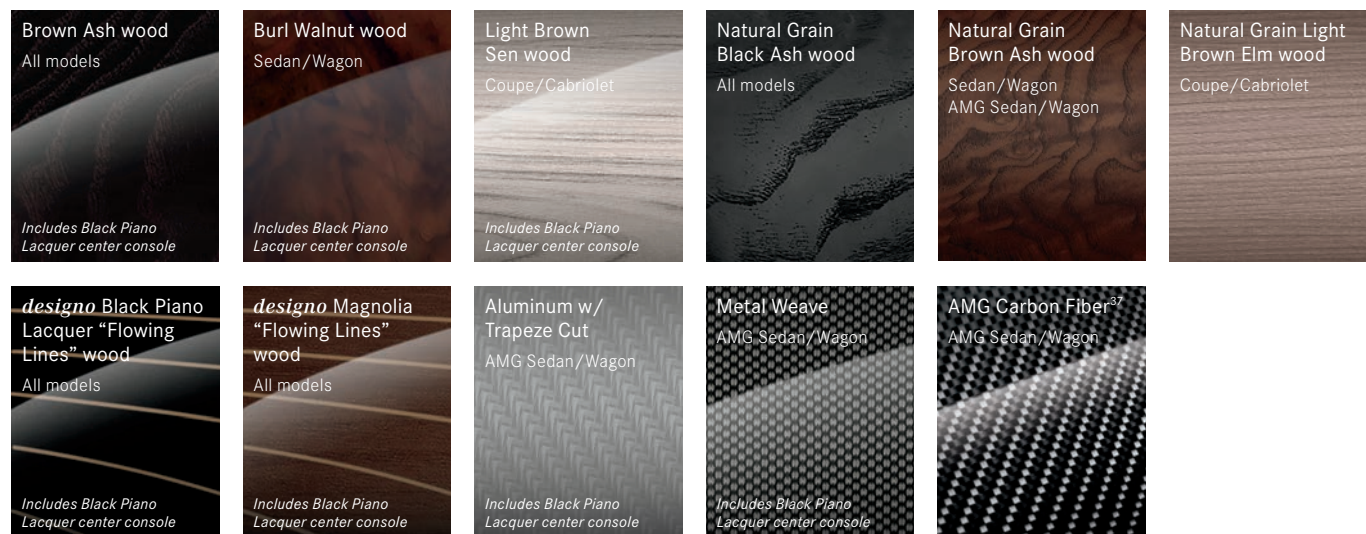 Brown Ash wood
All models
Includes Black Piano
Lacquer center console
Burl Walnut wood
Sedan/Wagon
Includes Black Piano
Lacquer center console
Light Brown
Sen wood
Coupe/Cabriolet
Includes Black Piano
Lacquer center console
Natural Grain
Black Ash wood
All models
Natural Grain
Brown Ash wood
Sedan/Wagon
AMG Sedan/Wagon
Natural Grain Light
Brown Elm wood
Coupe/Cabriolet
designo Black Piano
Lacquer “Flowing
Lines” wood
All models
Includes Black Piano
Lacquer center console
designo Magnolia
“Flowing Lines”
wood
All models
Includes Black Piano
Lacquer center console
Aluminum w/
Trapeze Cut
AMG Sedan/Wagon
Includes Black Piano
Lacquer center console
Metal Weave
AMG Sedan/Wagon
Includes Black Piano
Lacquer center console
AMG Carbon Fiber³⁷
AMG Sedan/Wagon